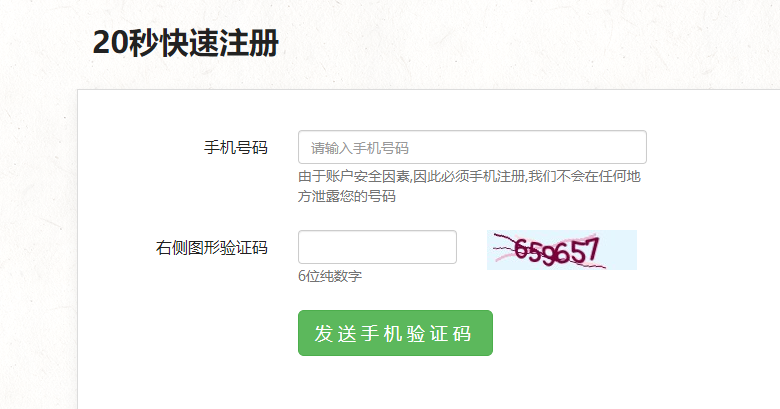 20秒快速注册
手机号码
请输入手机号码
由于账户安全因素,因此必须手机注册,我们不会在任何地
方泄露您的号码
右侧图形验证码
659657
6位纯数字
发送手机验证码